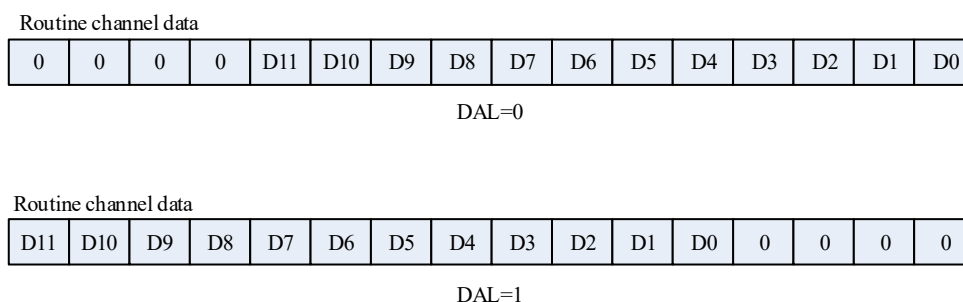 Routine channel data
0 0 0 0 D11 D10 D9 D8 D7 D6 D5 D4 D3 D2 D1 D0
DAL=0
Routine channel data
D11 D10 D9 D8 D7 D6 D5 D4 D3 D2 D1 D0 0 0 0 0
DAL=1